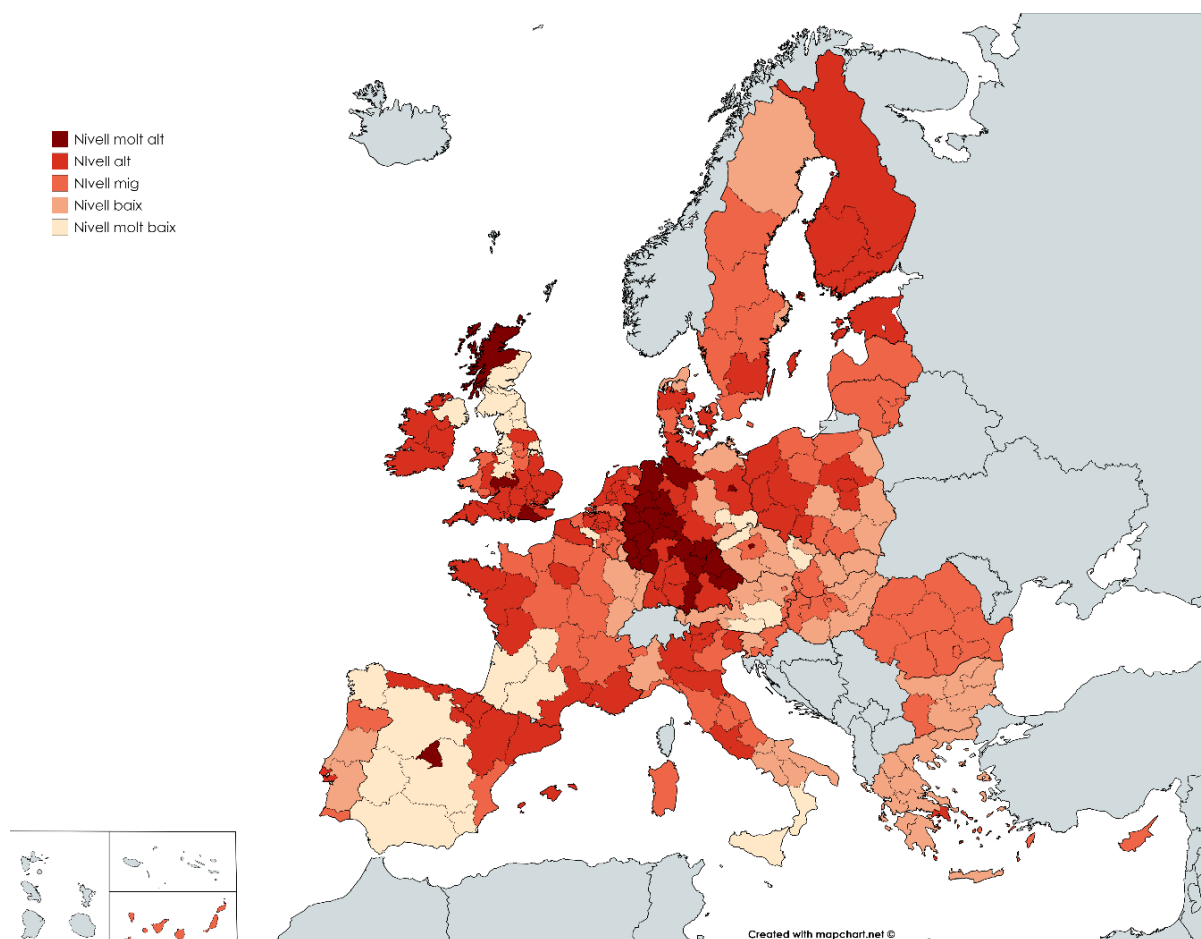 Nivell molt alt
NIvell alt
NIvell mig
Nivell baix
Nivell molt baix
Created with mapchart.net ©